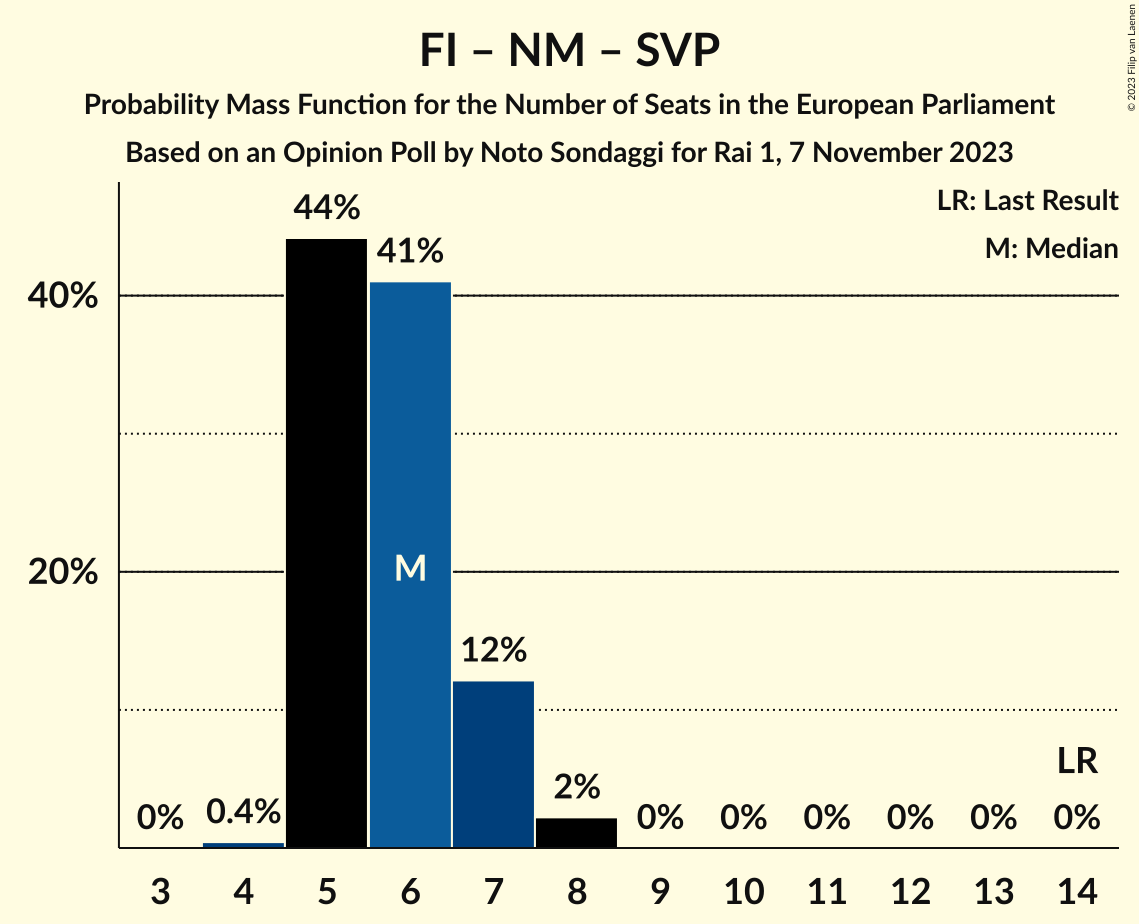 FI – NM – SVP
Probability Mass Function for the Number of Seats in the European Parliament
Based on an Opinion Poll by Noto Sondaggi for Rai 1, 7 November 2023
© 2023 Filip van Laenen
LR: Last Result
M: Median
44%
41%
40%
M
20%
12%
LR
2%
0% 0.4% 0% 0% 0% 0% 0% 0%
3 4 5 6 7 8 9 10 11 12 13 14